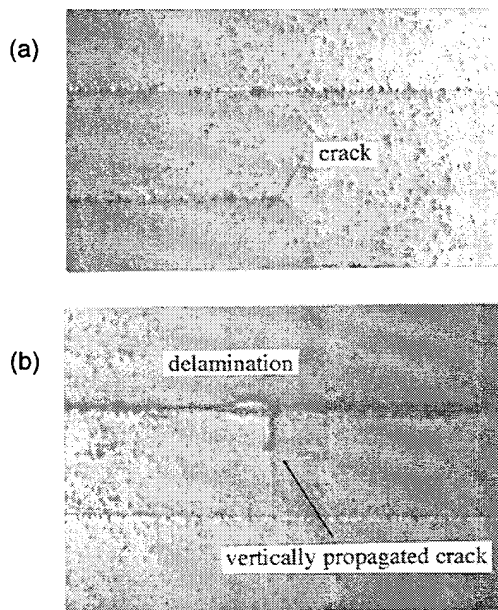 (a)
crack
(b)
delamination
vertically propagated crack